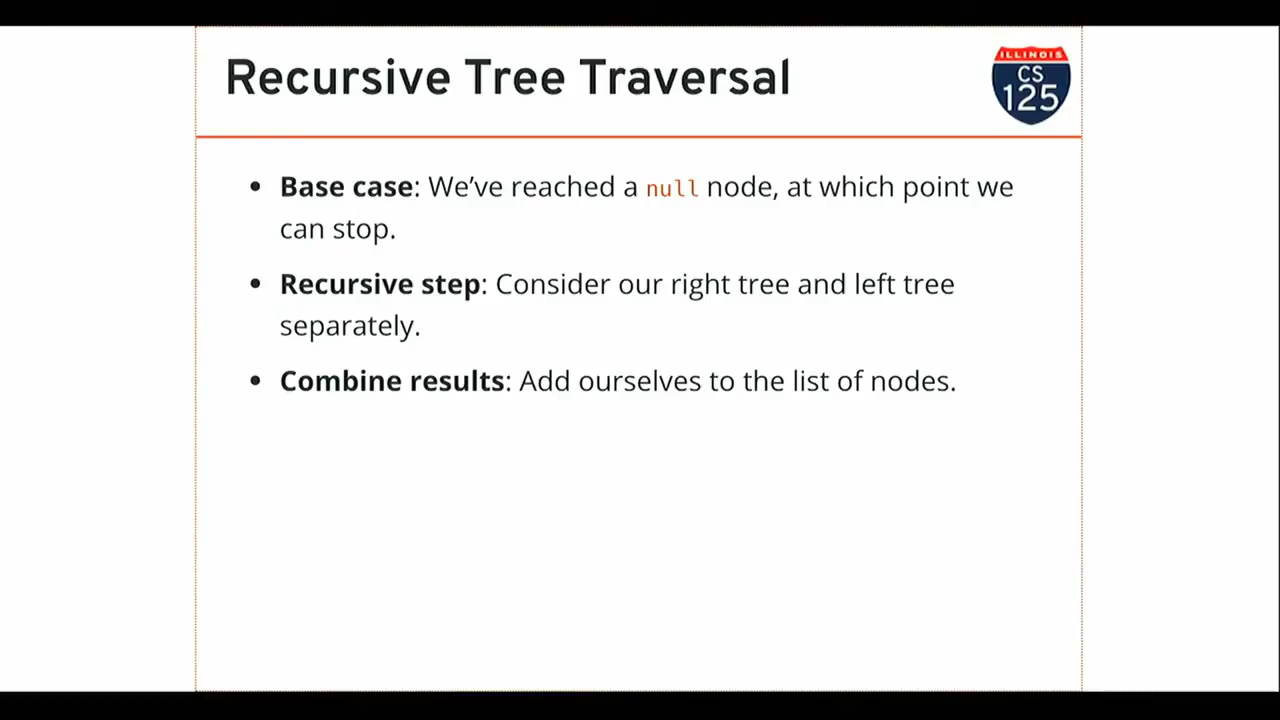 Recursive Tree Traversal
ILLINOIS
CS
125
• Base case: We’ve reached a null node, at which point we
can stop.
• Recursive step: Consider our right tree and left tree
separately.
• Combine results: Add ourselves to the list of nodes.